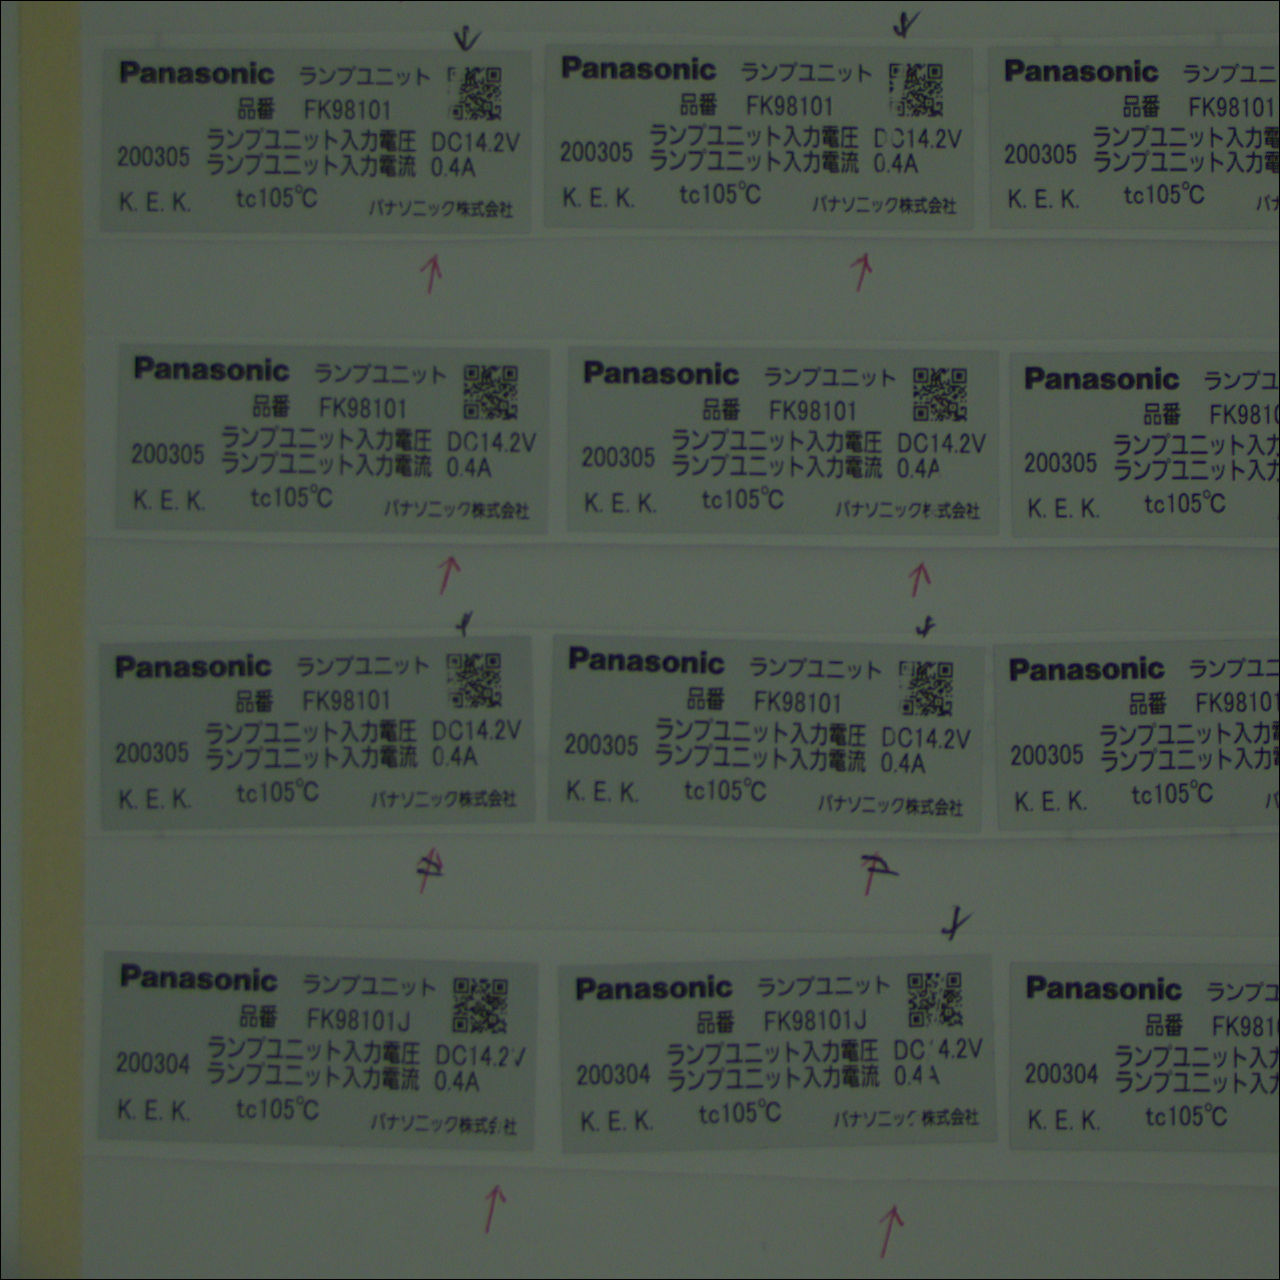 Panasonic ランプユニット
品番 FK98101
ランプユニット入力電圧 DC14.2V
200305 ランプユニット入力電流 0.4A
K. E. K. tc105℃ パナソニック株式会社
Panasonic ランプユニット
品番 FK98101
ランプユニット入力電圧 DC14.2V
200305 ランプユニット入力電流 0.4A
K. E. K. tc105℃ パナソニック株式会社
Panasonic ランプユニ
品番 FK98101
ランプユニット入力
200305 ランプユニット入力
K. E. K. tc105℃
Panasonic ランプユニット
品番 FK98101
ランプユニット入力電圧 DC14.2V
200305 ランプユニット入力電流 0.4A
K. E. K. tc105℃ パナソニック株式会社
Panasonic ランプユニット
品番 FK98101
ランプユニット入力電圧 DC14.2V
200305 ランプユニット入力電流 0.4A
K. E. K. tc105℃ パナソニック株式会社
Panasonic ランプユ
品番 FK981
ランプユニット入
200305 ランプユニット入
K. E. K. tc105℃
Panasonic ランプユニット
品番 FK98101
ランプユニット入力電圧 DC14.2V
200305 ランプユニット入力電流 0.4A
K. E. K. tc105℃ パナソニック株式会社
Panasonic ランプユニット
品番 FK98101
ランプユニット入力電圧 DC14.2V
200305 ランプユニット入力電流 0.4A
K. E. K. tc105℃ パナソニック株式会社
Panasonic ランプユニ
品番 FK98101
ランプユニット入力
200305 ランプユニット入力
K. E. K. tc105℃
Panasonic ランプユニット
品番 FK98101J
ランプユニット入力電圧 DC14.2V
200304 ランプユニット入力電流 0.4A
K. E. K. tc105℃ パナソニック株式会社
Panasonic ランプユニット
品番 FK98101J
ランプユニット入力電圧 DC 4.2V
200304 ランプユニット入力電流 0.4A
K. E. K. tc105℃ パナソニック株式会社
Panasonic ランプ
品番 FK981
ランプユニット入
200304 ランプユニット入
K. E. K. tc105℃